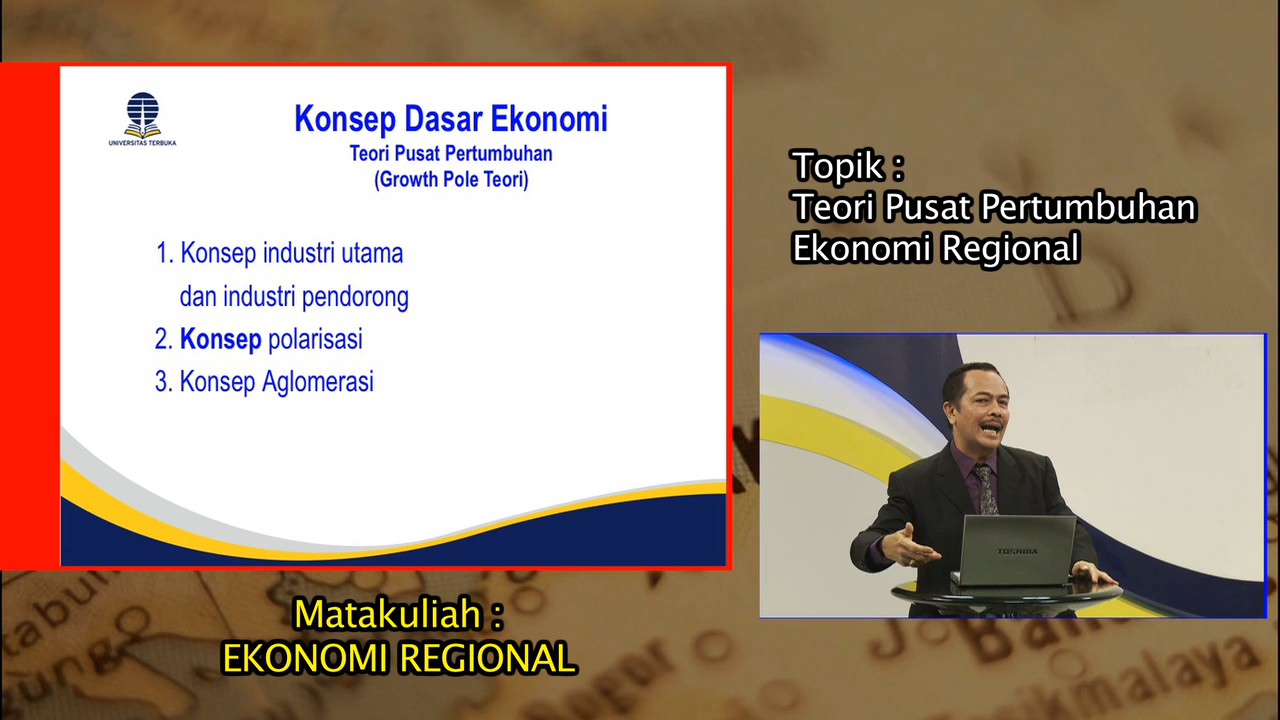 UNIVERSITAS TERBUKA
Konsep Dasar Ekonomi
Teori Pusat Pertumbuhan
(Growth Pole Teori)
1. Konsep industri utama
dan industri pendorong
2. Konsep polarisasi
3. Konsep Aglomerasi
Topik :
Teori Pusat Pertumbuhan
Ekonomi Regional
TOSHIBA
Matakuliah :
EKONOMI REGIONAL
Tasikmalaya